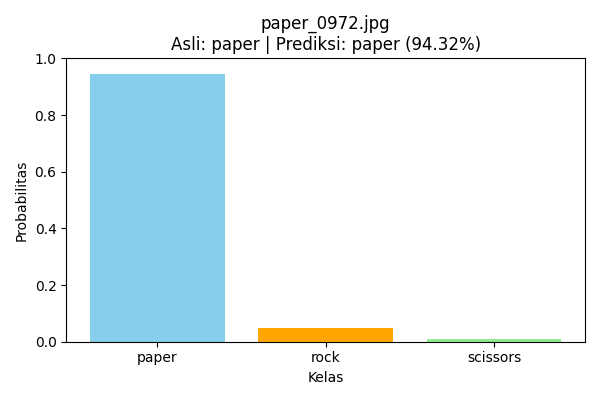 paper_0972.jpg
Asli: paper | Prediksi: paper (94.32%)
1.0
0.8
0.6
0.4
0.2
0.0
Probabilitas
paper
rock
scissors
Kelas